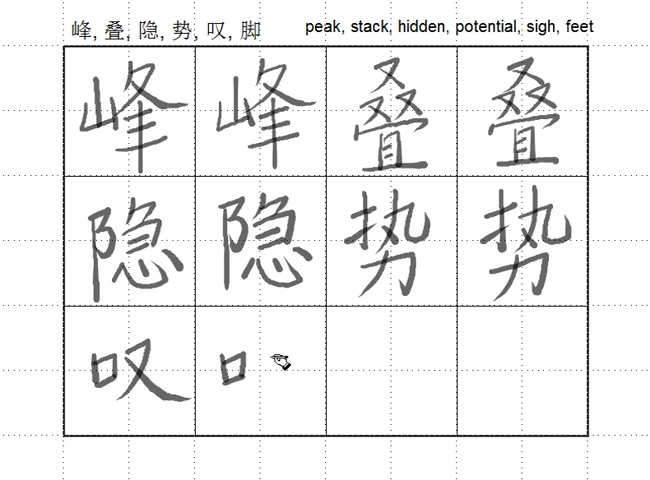 峰, 叠, 隐, 势, 叹, 脚 peak, stack, hidden, potential, sigh, feet
峰 峰 叠 叠
隐 隐 势 势
叹 口